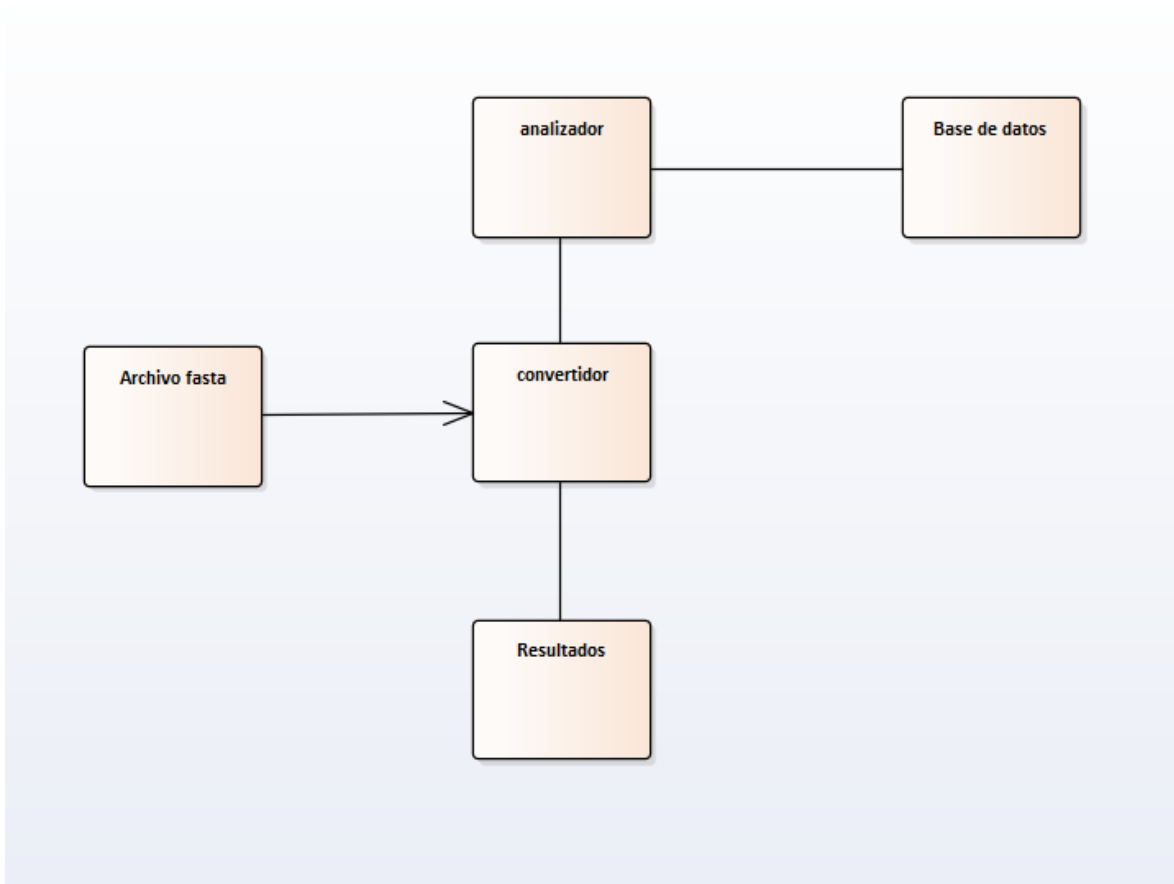 analizador
Base de datos
Archivo fasta
convertidor
Resultados